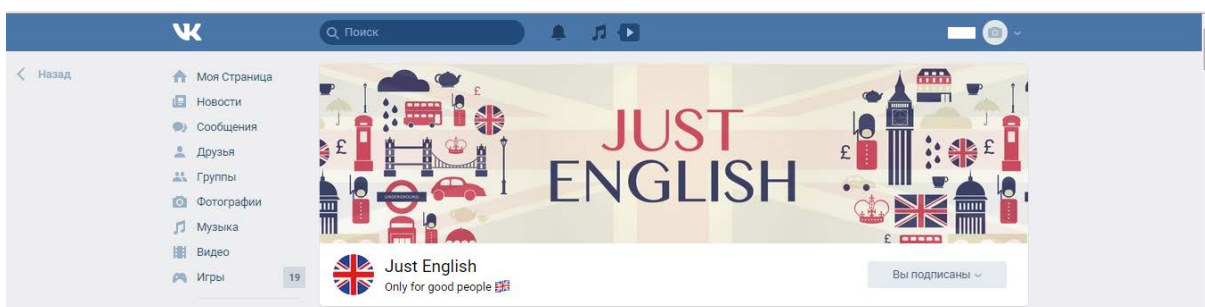 Поиск
Назад
Моя Страница
Новости
Сообщения
Друзья
Группы
Фотографии
Музыка
Видео
Игры 19
JUST
ENGLISH
£
£
£
£
£
UNDERGROUND
Just English
Only for good people
Вы подписаны